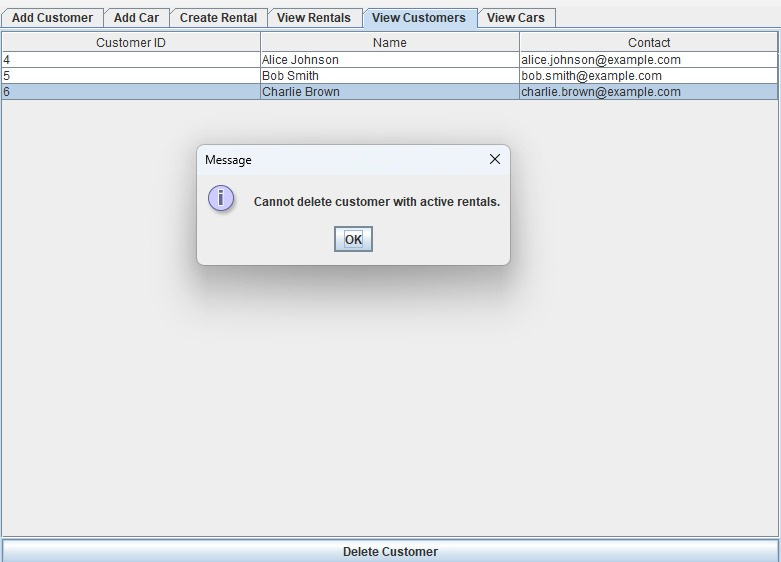 Add Customer Add Car Create Rental View Rentals View Customers View Cars
Customer ID Name Contact
4 Alice Johnson alice.johnson@example.com
5 Bob Smith bob.smith@example.com
6 Charlie Brown charlie.brown@example.com
Message
i Cannot delete customer with active rentals.
OK
Delete Customer